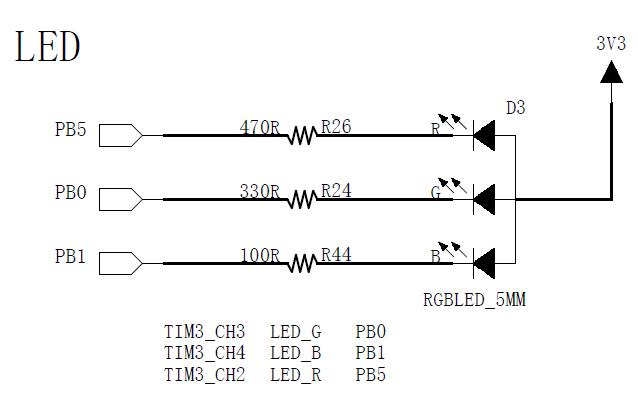 LED
3V3
D3
PB5 470R R26 R
PB0 330R R24 G
PB1 100R R44 B
RGBLED_5MM
TIM3_CH3 LED_G PB0
TIM3_CH4 LED_B PB1
TIM3_CH2 LED_R PB5